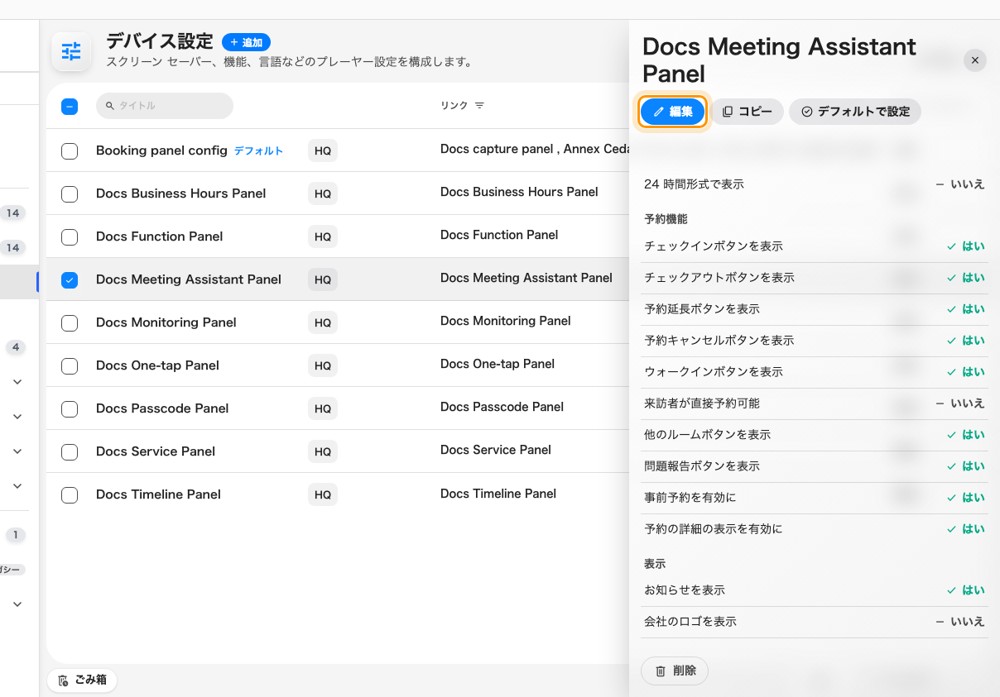 デバイス設定
+ 追加
スクリーン セーバー、機能、言語などのプレーヤー設定を構成します。
タイトル
リンク
Booking panel config デフォルト HQ Docs capture panel , Annex Ceda
Docs Business Hours Panel HQ Docs Business Hours Panel
Docs Function Panel HQ Docs Function Panel
Docs Meeting Assistant Panel HQ Docs Meeting Assistant Panel
Docs Monitoring Panel HQ Docs Monitoring Panel
Docs One-tap Panel HQ Docs One-tap Panel
Docs Passcode Panel HQ Docs Passcode Panel
Docs Service Panel HQ Docs Service Panel
Docs Timeline Panel HQ Docs Timeline Panel
ごみ箱
14
14
4
1
ガシー
Docs Meeting Assistant
Panel
編集
コピー
デフォルトで設定
24 時間形式で表示 いいえ
予約機能
チェックインボタンを表示 はい
チェックアウトボタンを表示 はい
予約延長ボタンを表示 はい
予約キャンセルボタンを表示 はい
ウォークインボタンを表示 はい
来訪者が直接予約可能 いいえ
他のルームボタンを表示 はい
問題報告ボタンを表示 はい
事前予約を有効に はい
予約の詳細の表示を有効に はい
表示
お知らせを表示 はい
会社のロゴを表示 いいえ
削除